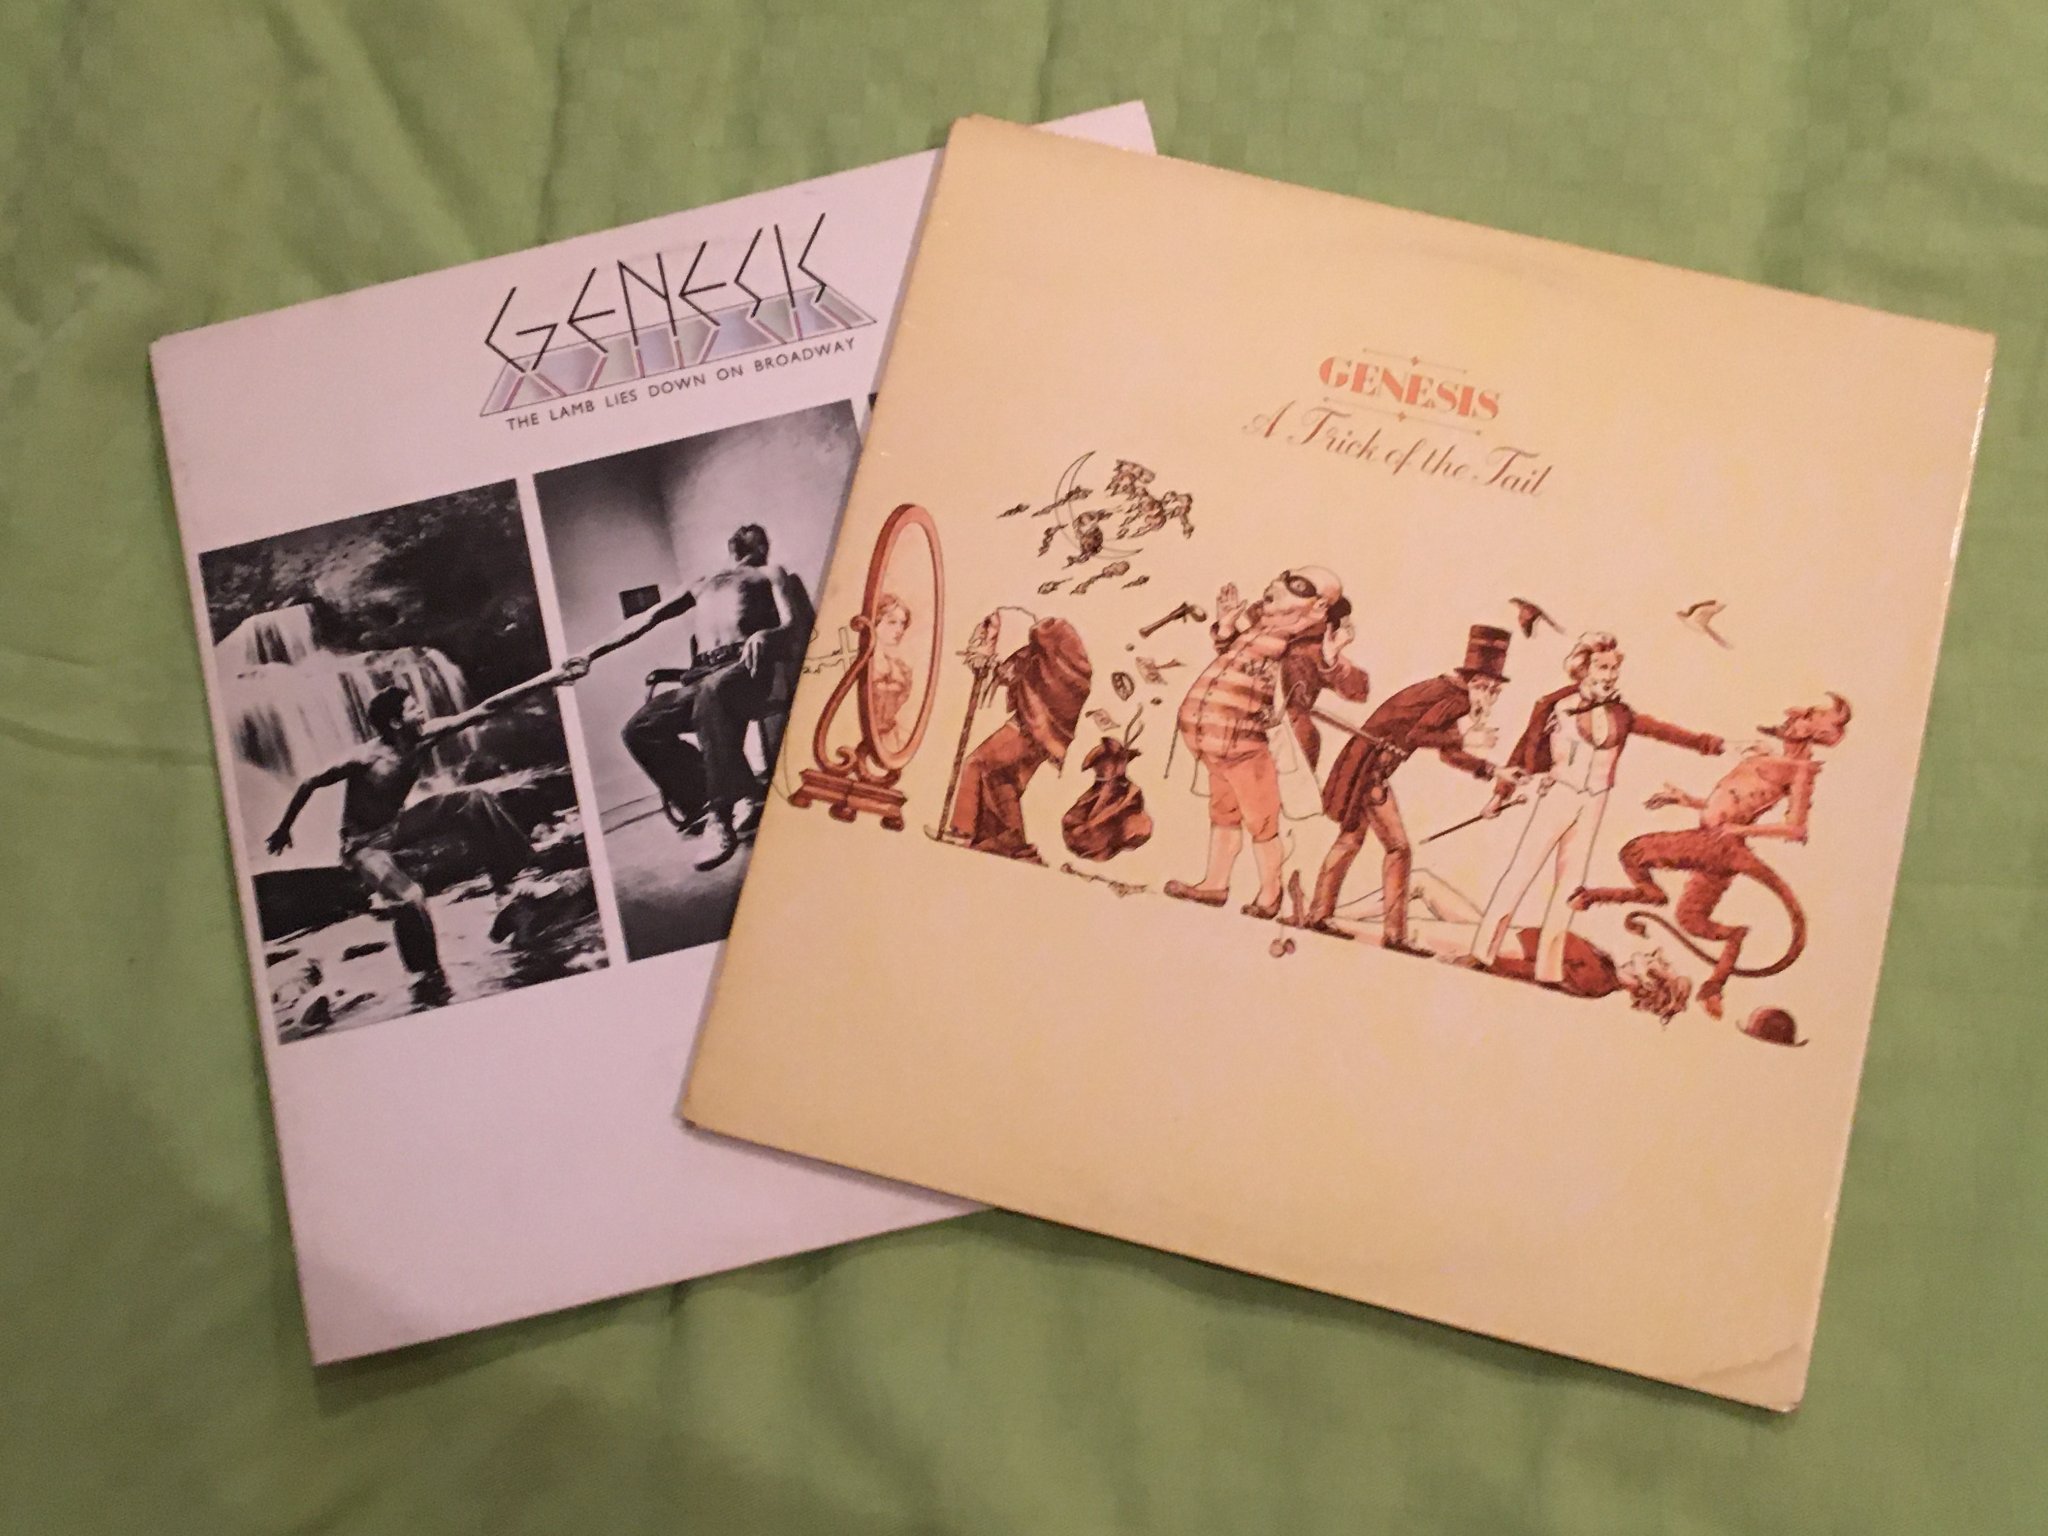 GENESIS
THE LAMB LIES DOWN ON BROADWAY
GENESIS
A Trick of the Tail